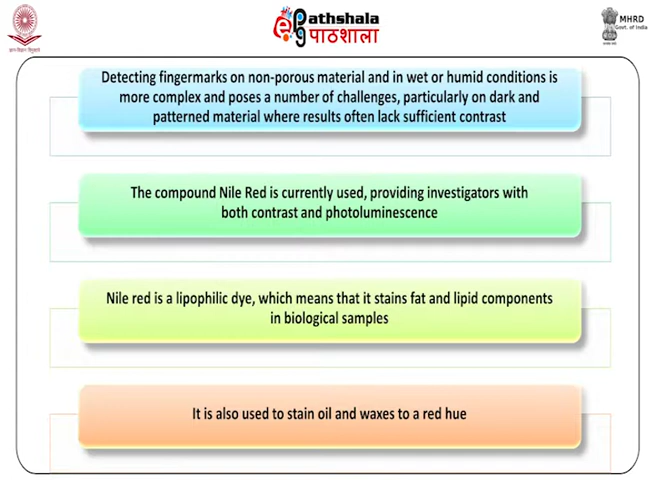 ePathshala
पाठशाला
MHRD
Govt. of India
Detecting fingermarks on non-porous material and in wet or humid conditions is
more complex and poses a number of challenges, particularly on dark and
patterned material where results often lack sufficient contrast
The compound Nile Red is currently used, providing investigators with
both contrast and photoluminescence
Nile red is a lipophilic dye, which means that it stains fat and lipid components
in biological samples
It is also used to stain oil and waxes to a red hue